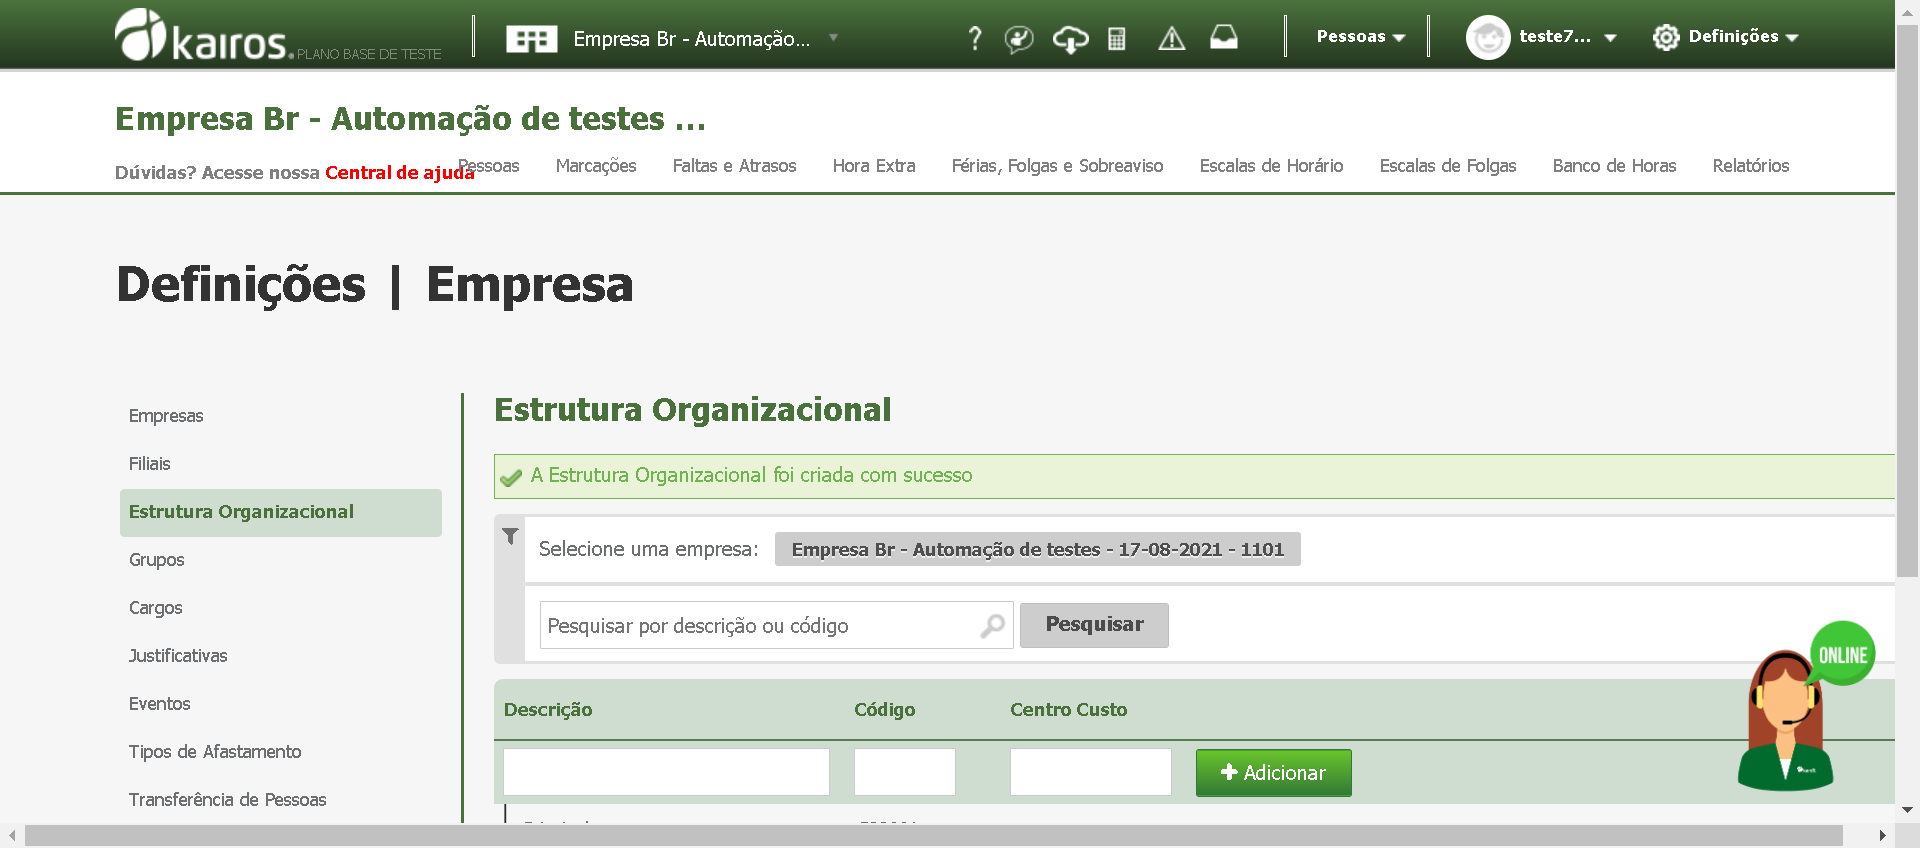 kairos. PLANO BASE DE TESTE
Empresa Br - Automação...
?
Pessoas
teste7...
Definições
Empresa Br - Automação de testes ...
Dúvidas? Acesse nossa Central de ajuda
Pessoas Marcações Faltas e Atrasos Hora Extra Férias, Folgas e Sobreaviso Escalas de Horário Escalas de Folgas Banco de Horas Relatórios
Definições | Empresa
Empresas
Filiais
Estrutura Organizacional
Grupos
Cargos
Justificativas
Eventos
Tipos de Afastamento
Transferência de Pessoas
Estrutura Organizacional
A Estrutura Organizacional foi criada com sucesso
Selecione uma empresa: Empresa Br - Automação de testes - 17-08-2021 - 1101
Pesquisar por descrição ou código Pesquisar
ONLINE
Descrição Código Centro Custo
Adicionar